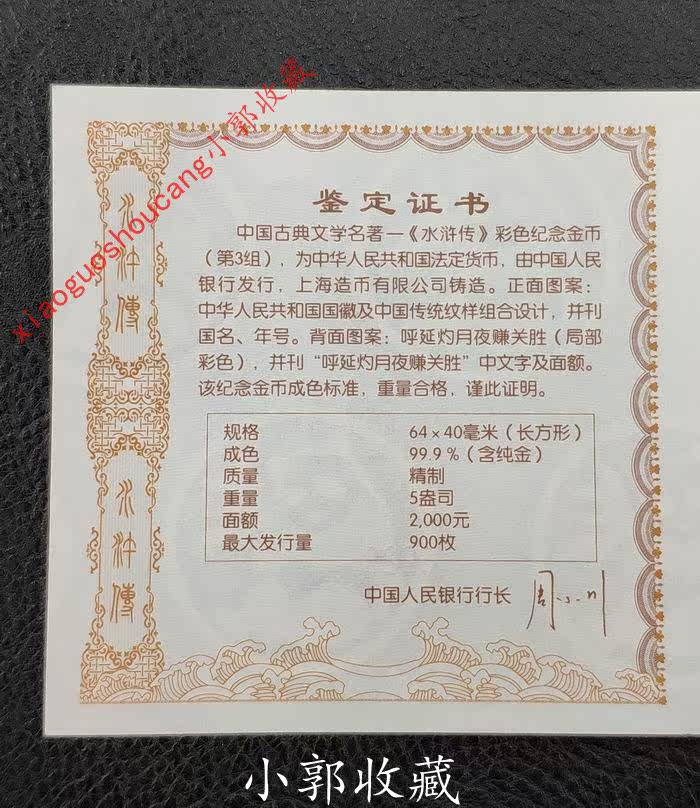 鉴定证书
中国古典文学名著一《水浒传》彩色纪念金币
（第3组），为中华人民共和国法定货币，由中国人民
银行发行，上海造币有限公司铸造。正面图案：
中华人民共和国国徽及中国传统纹样组合设计，并刊
国名、年号。背面图案：呼延灼月夜赚关胜（局部
彩色），并刊“呼延灼月夜赚关胜”中文字及面额。
该纪念金币成色标准，重量合格，谨此证明。
规格 64×40毫米（长方形）
成色 99.9%（含纯金）
质量 精制
重量 5盎司
面额 2,000元
最大发行量 900枚
中国人民银行行长 周小川
水浒傳
水浒傳
xiaoguoshoucang小郭收藏
小郭收藏